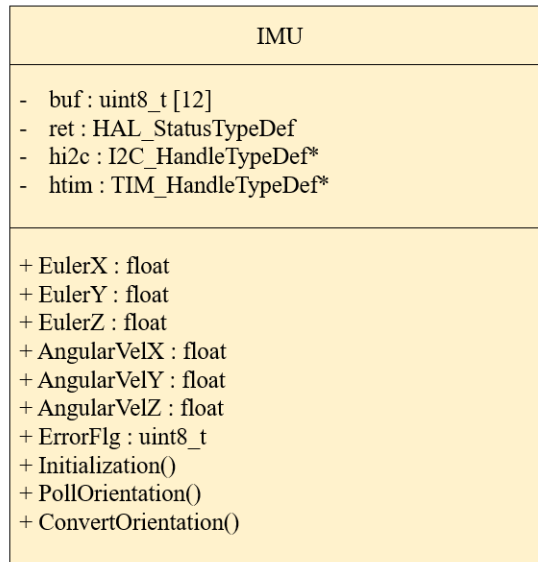 IMU
- buf : uint8_t [12]
- ret : HAL_StatusTypeDef
- hi2c : I2C_HandleTypeDef*
- htim : TIM_HandleTypeDef*
+ EulerX : float
+ EulerY : float
+ EulerZ : float
+ AngularVelX : float
+ AngularVelY : float
+ AngularVelZ : float
+ ErrorFlg : uint8_t
+ Initialization()
+ PollOrientation()
+ ConvertOrientation()